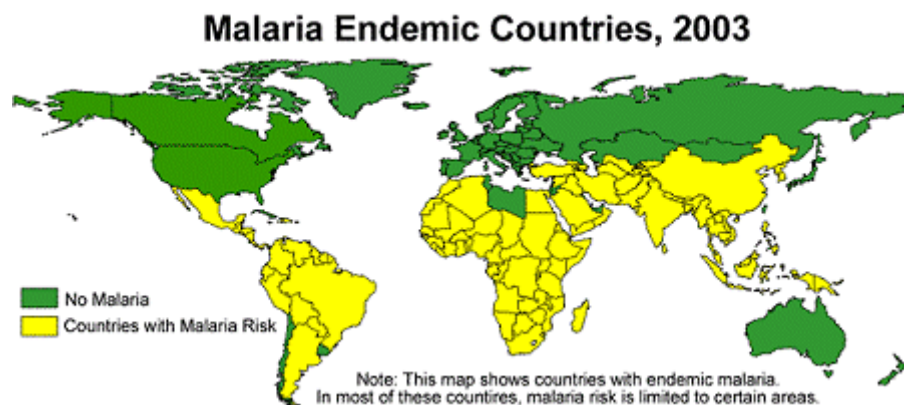 Malaria Endemic Countries, 2003
No Malaria
Countries with Malaria Risk
Note: This map shows countries with endemic malaria.
In most of these countires, malaria risk is limited to certain areas.